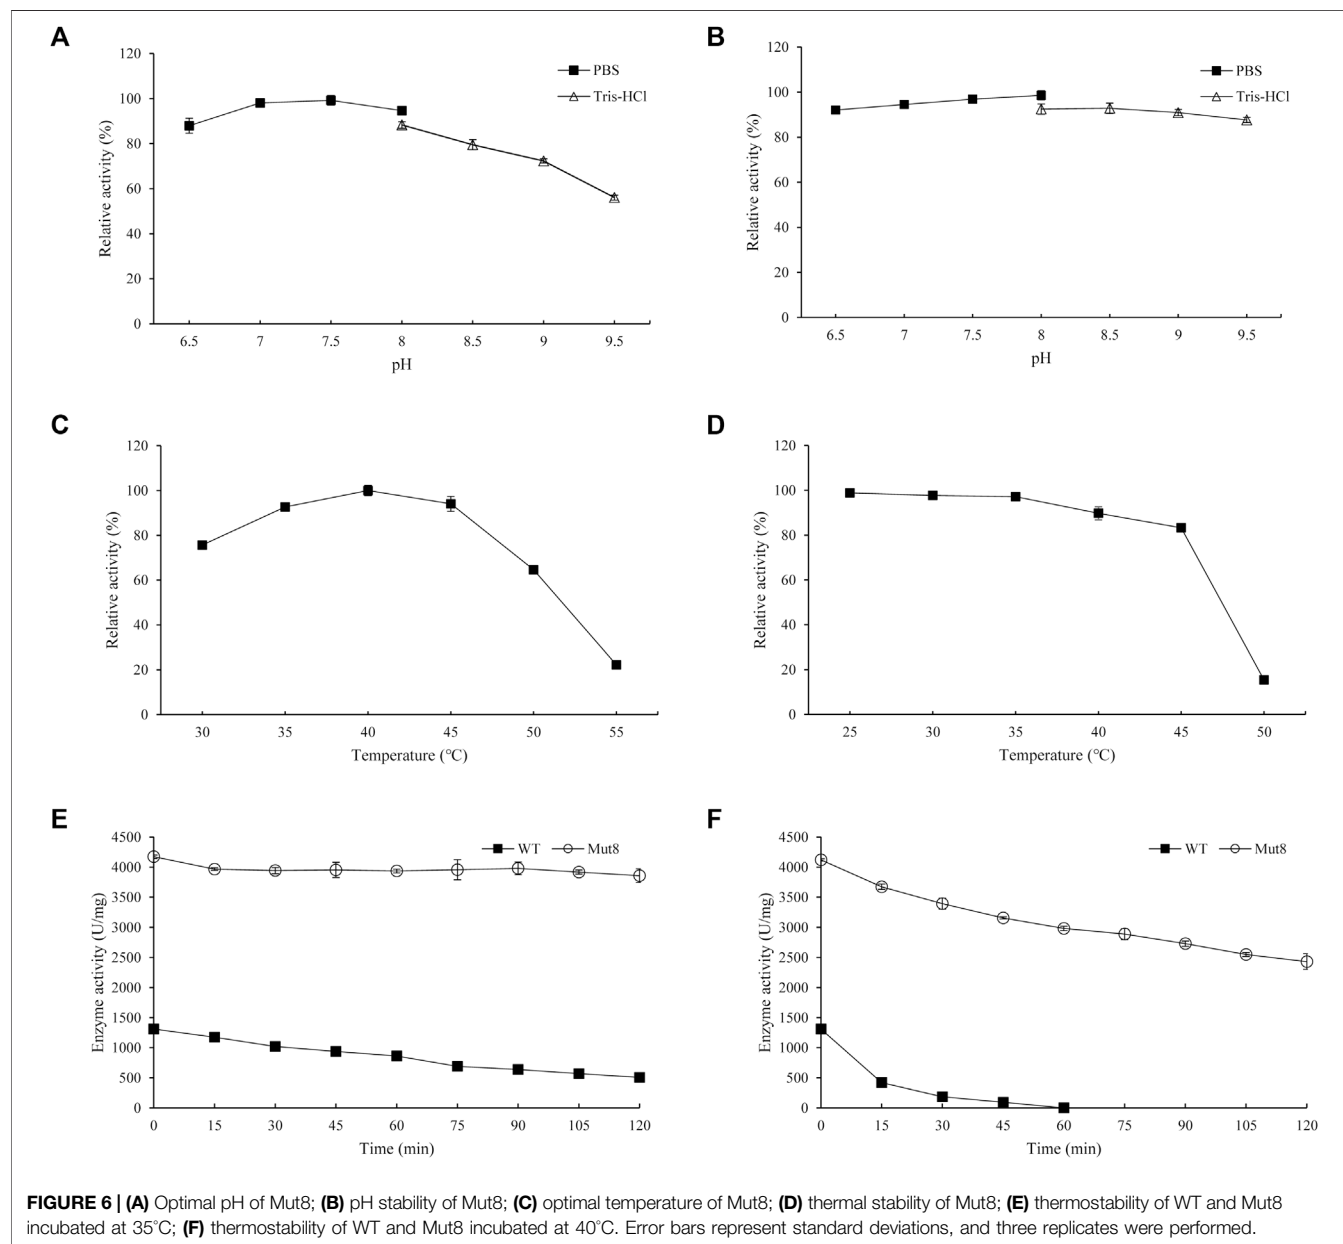 A
120
100
80
60
40
20
0
Relative activity (%)
PBS
Tris-HCl
6.5 7 7.5 8 8.5 9 9.5
pH
B
120
100
80
60
40
20
0
Relative activity (%)
PBS
Tris-HCl
6.5 7 7.5 8 8.5 9 9.5
pH
C
120
100
80
60
40
20
0
Relative activity (%)
30 35 40 45 50 55
Temperature (℃)
D
120
100
80
60
40
20
0
Relative activity (%)
25 30 35 40 45 50
Temperature (℃)
E
4500
4000
3500
3000
2500
2000
1500
1000
500
0
Enzyme activity (U/mg)
WT Mut8
0 15 30 45 60 75 90 105 120
Time (min)
F
4500
4000
3500
3000
2500
2000
1500
1000
500
0
Enzyme activity (U/mg)
WT Mut8
0 15 30 45 60 75 90 105 120
Time (min)
FIGURE 6 | (A) Optimal pH of Mut8; (B) pH stability of Mut8; (C) optimal temperature of Mut8; (D) thermal stability of Mut8; (E) thermostability of WT and Mut8
incubated at 35°C; (F) thermostability of WT and Mut8 incubated at 40°C. Error bars represent standard deviations, and three replicates were performed.